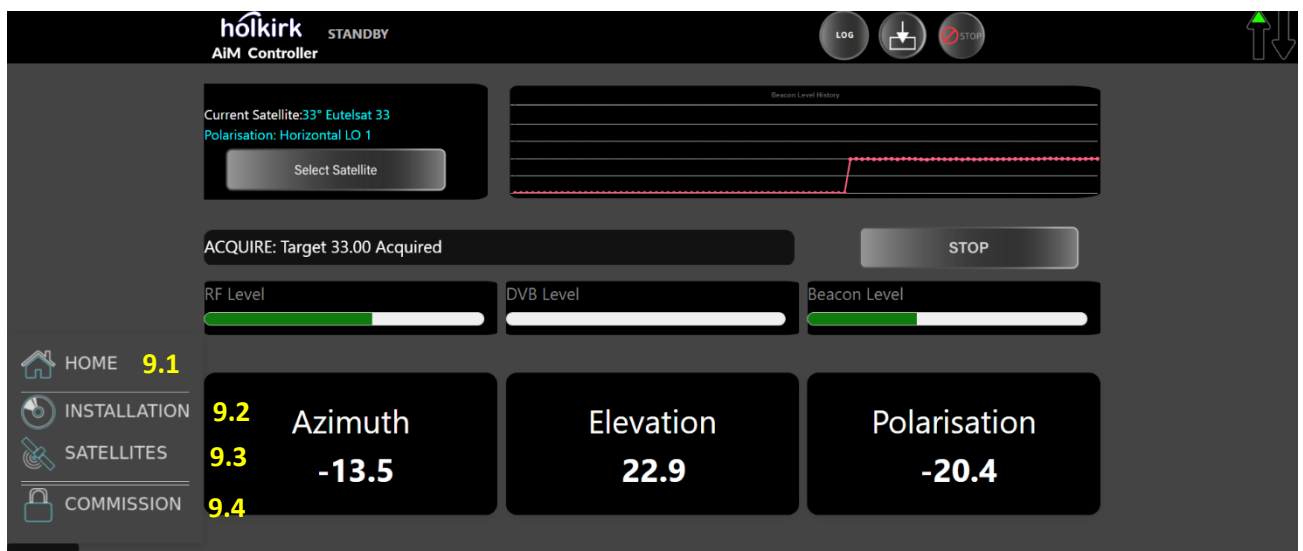 hólkirk STANDBY
AiM Controller
LOG
STOP
Current Satellite:33° Eutelsat 33
Polarisation: Horizontal LO 1
Select Satellite
Beacon Level History
ACQUIRE: Target 33.00 Acquired
STOP
RF Level
DVB Level
Beacon Level
HOME 9.1
INSTALLATION 9.2
SATELLITES 9.3
COMMISSION 9.4
Azimuth
-13.5
Elevation
22.9
Polarisation
-20.4